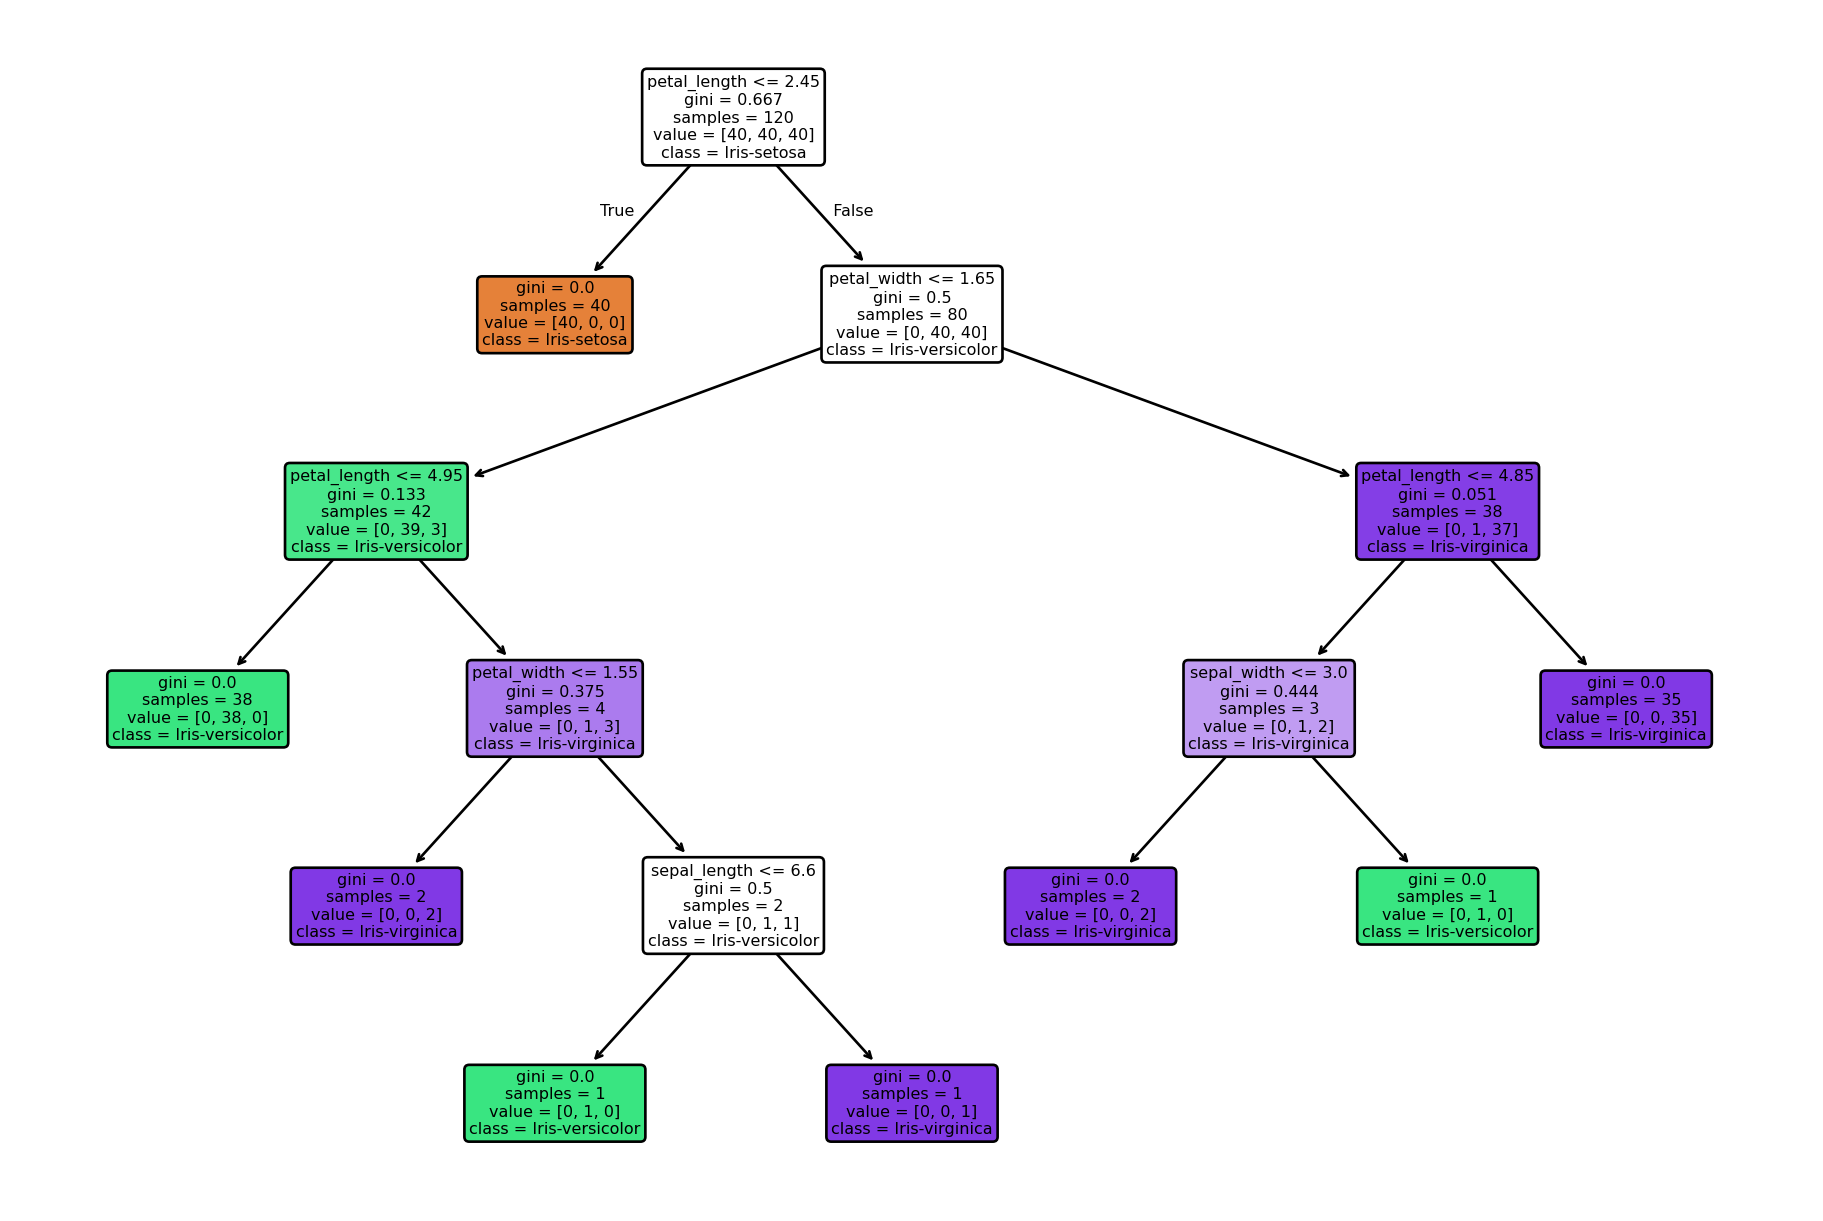 petal_length <= 2.45
gini = 0.667
samples = 120
value = [40, 40, 40]
class = Iris-setosa
True
False
gini = 0.0
samples = 40
value = [40, 0, 0]
class = Iris-setosa
petal_width <= 1.65
gini = 0.5
samples = 80
value = [0, 40, 40]
class = Iris-versicolor
petal_length <= 4.95
gini = 0.133
samples = 42
value = [0, 39, 3]
class = Iris-versicolor
petal_length <= 4.85
gini = 0.051
samples = 38
value = [0, 1, 37]
class = Iris-virginica
gini = 0.0
samples = 38
value = [0, 38, 0]
class = Iris-versicolor
petal_width <= 1.55
gini = 0.375
samples = 4
value = [0, 1, 3]
class = Iris-virginica
sepal_width <= 3.0
gini = 0.444
samples = 3
value = [0, 1, 2]
class = Iris-virginica
gini = 0.0
samples = 35
value = [0, 0, 35]
class = Iris-virginica
gini = 0.0
samples = 2
value = [0, 0, 2]
class = Iris-virginica
sepal_length <= 6.6
gini = 0.5
samples = 2
value = [0, 1, 1]
class = Iris-versicolor
gini = 0.0
samples = 2
value = [0, 0, 2]
class = Iris-virginica
gini = 0.0
samples = 1
value = [0, 1, 0]
class = Iris-versicolor
gini = 0.0
samples = 1
value = [0, 1, 0]
class = Iris-versicolor
gini = 0.0
samples = 1
value = [0, 0, 1]
class = Iris-virginica